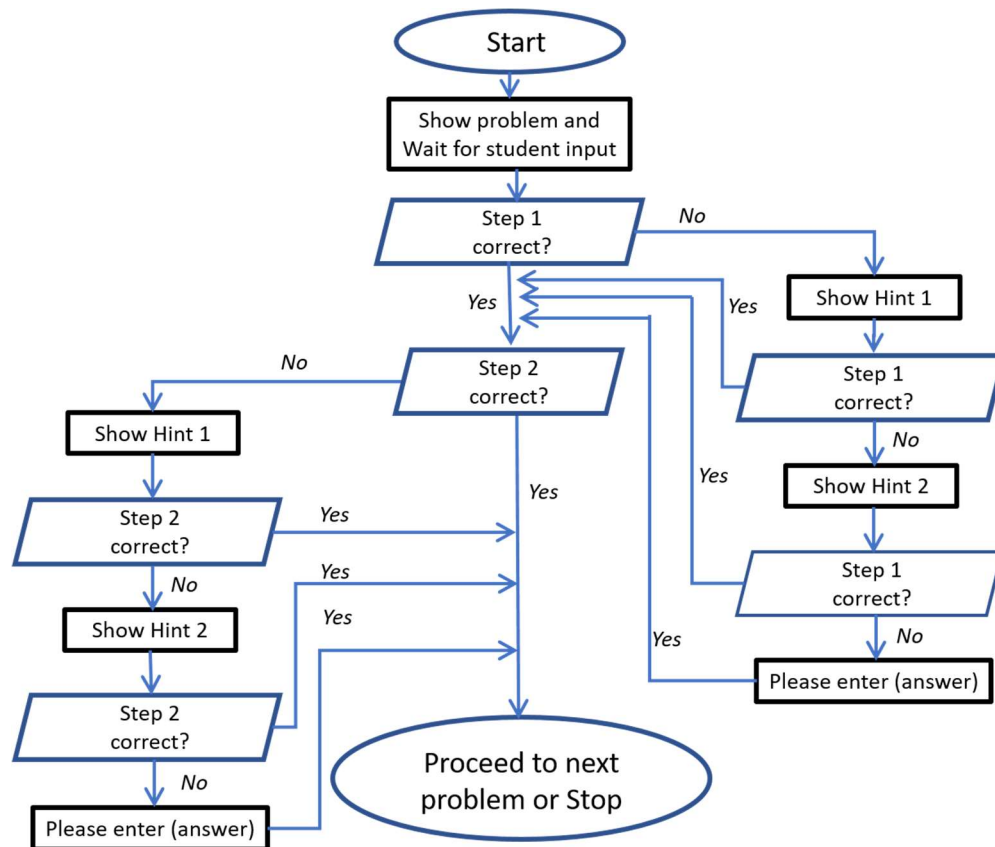 Start
Show problem and
Wait for student input
Step 1
correct?
No
Yes
Show Hint 1
Yes
Step 1
correct?
No
Show Hint 2
Yes
Step 1
correct?
No
Please enter (answer)
Yes
Step 2
correct?
No
Yes
Show Hint 1
Step 2
correct?
Yes
No
Show Hint 2
Yes
Step 2
correct?
Yes
No
Please enter (answer)
Proceed to next
problem or Stop